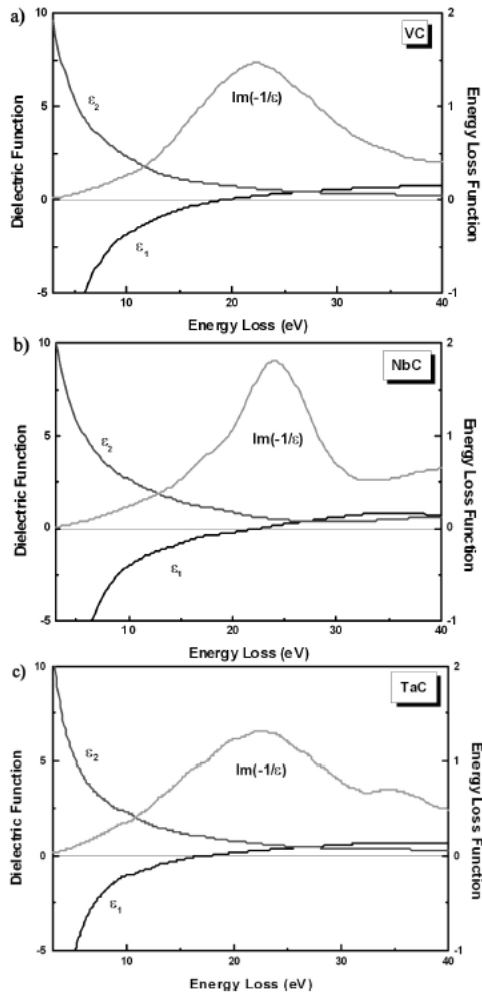 a)
VC
10
5
0
-5
2
1
0
-1
10
20
30
40
Dielectric Function
Energy Loss Function
Energy Loss (eV)
ε2
Im(-1/ε)
ε1
b)
NbC
10
5
0
-5
2
1
0
-1
10
20
30
40
Dielectric Function
Energy Loss Function
Energy Loss (eV)
ε2
Im(-1/ε)
ε1
c)
TaC
10
5
0
-5
2
1
0
-1
10
20
30
40
Dielectric Function
Energy Loss Function
Energy Loss (eV)
ε2
Im(-1/ε)
ε1